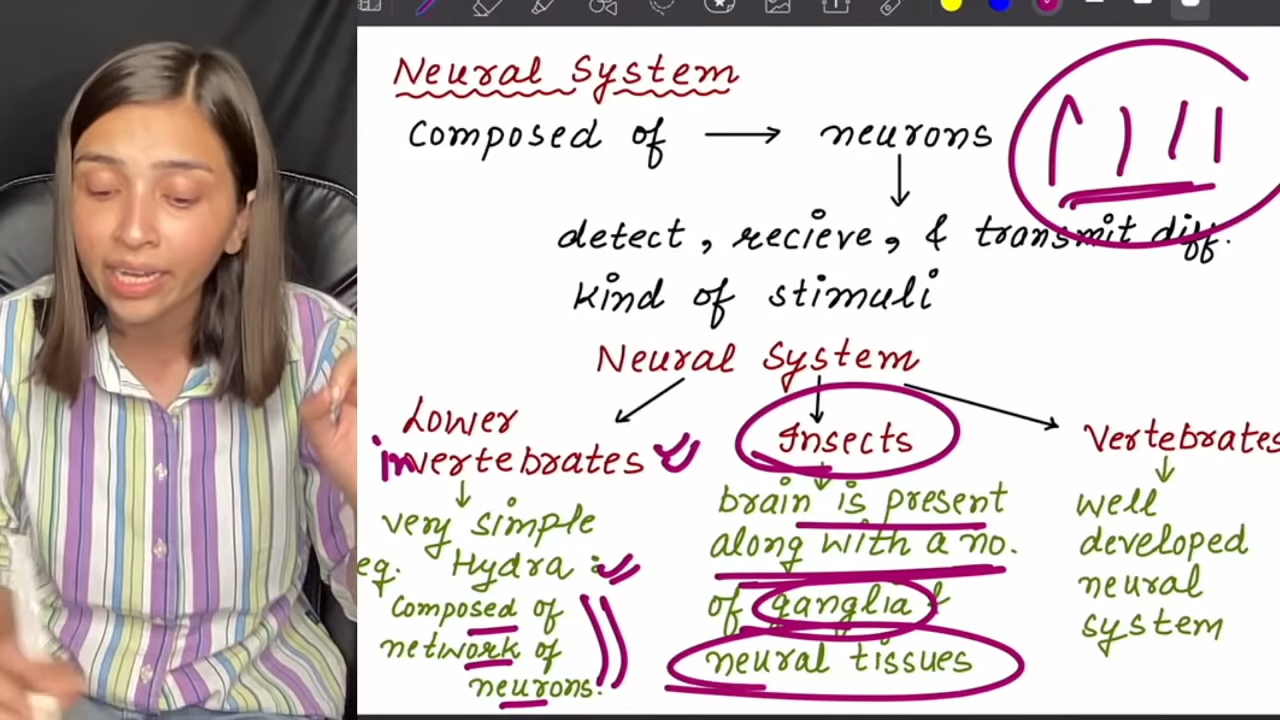 Neural System
Composed of → neurons
detect, recieve, & transmit diff.
kind of stimuli
Neural System
Lower
invertebrates
very simple
eg. Hydra :
Composed of
network of
neurons.
Insects
brain is present
along with a no.
of ganglia &
neural tissues
Vertebrates
well
developed
neural
system